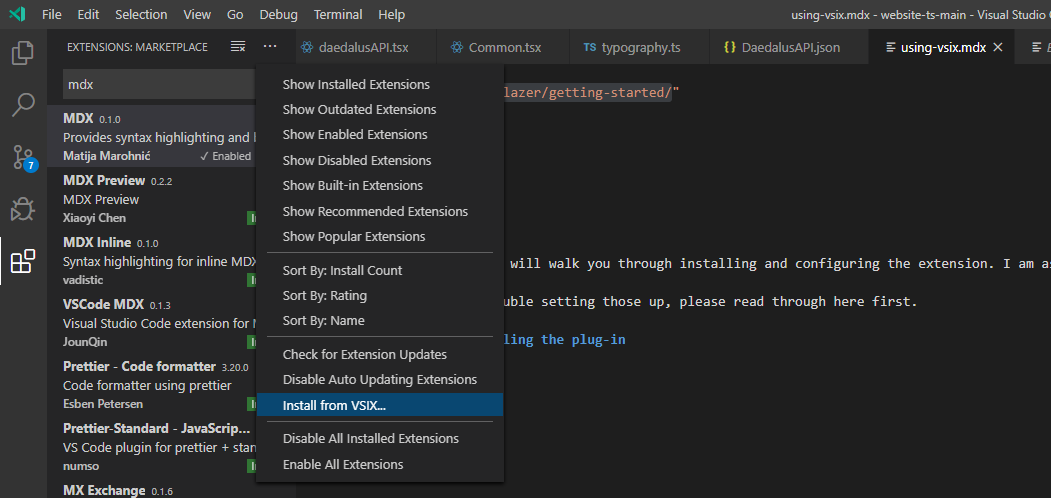 File Edit Selection View Go Debug Terminal Help using-vsix.mdx - website-ts-main - Visual Studio
EXTENSIONS: MARKETPLACE ... daedalusAPI.tsx Common.tsx TS typography.ts {} DaedalusAPI.json using-vsix.mdx ×
mdx
Show Installed Extensions
lazer/getting-started/"
Show Outdated Extensions
MDX 0.1.0
Show Enabled Extensions
Provides syntax highlighting and
Matija Marohnić ✓ Enabled
Show Disabled Extensions
7
MDX Preview 0.2.2
Show Built-in Extensions
MDX Preview
Xiaoyi Chen
Show Recommended Extensions
Show Popular Extensions
MDX Inline 0.1.0
Syntax highlighting for inline MDX
will walk you through installing and configuring the extension. I am as
Sort By: Install Count
vadistic
Sort By: Rating
VSCode MDX 0.1.3
uble setting those up, please read through here first.
Sort By: Name
Visual Studio Code extension for
JounQin
ling the plug-in
Check for Extension Updates
Prettier - Code formatter 3.20.0
Disable Auto Updating Extensions
Code formatter using prettier
Esben Petersen
Install from VSIX...
Prettier-Standard - JavaScrip...
Disable All Installed Extensions
VS Code plugin for prettier + stan
numso
Enable All Extensions
MX Exchange 0.1.6